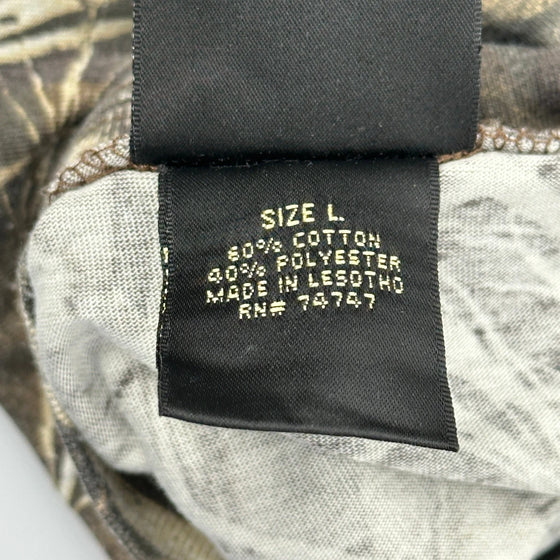 SIZE L.
60% COTTON
40% POLYESTER
MADE IN LESOTHO
RN# 74747